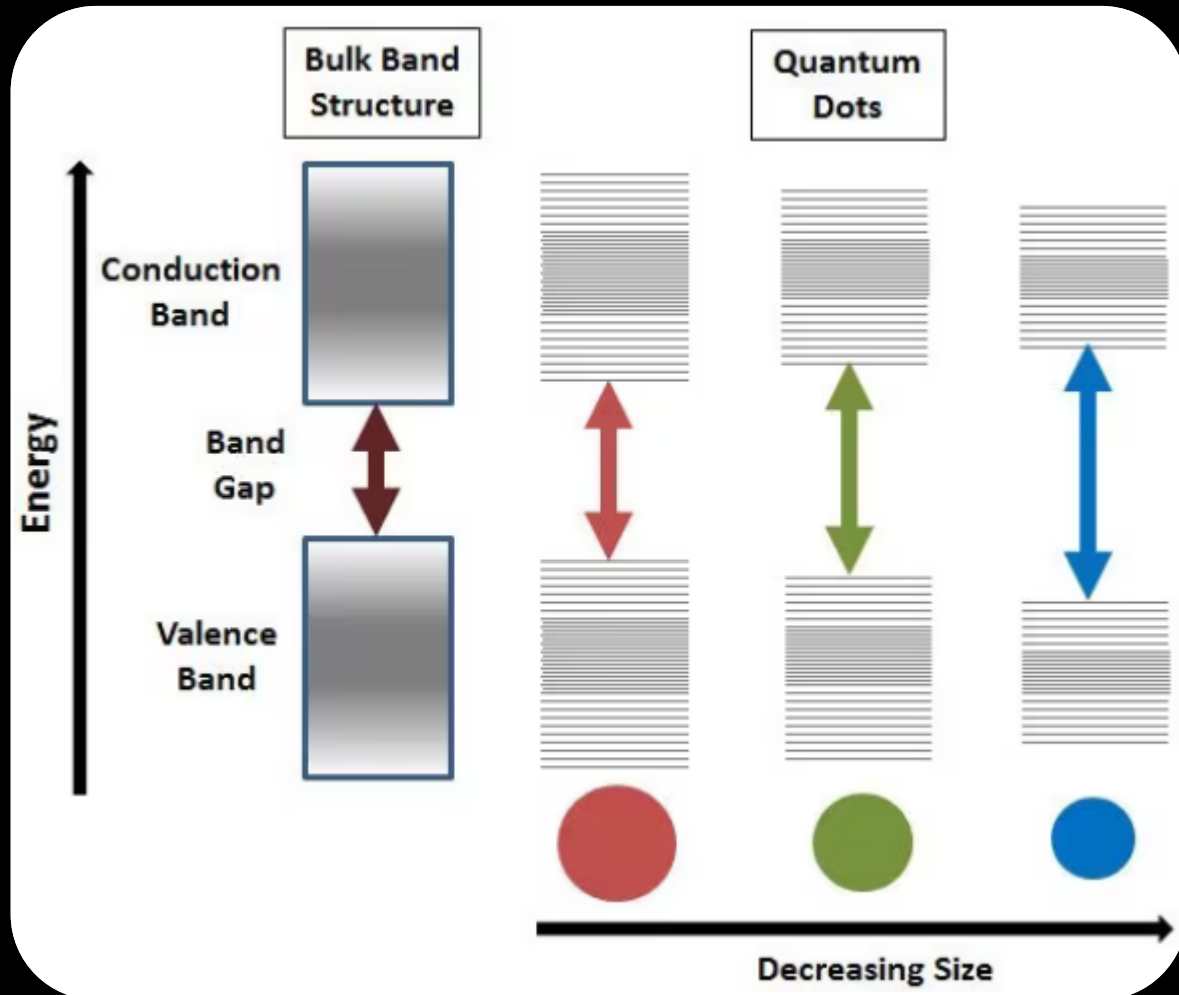 Bulk Band
Structure
Quantum
Dots
Energy
Conduction
Band
Band
Gap
Valence
Band
Decreasing Size